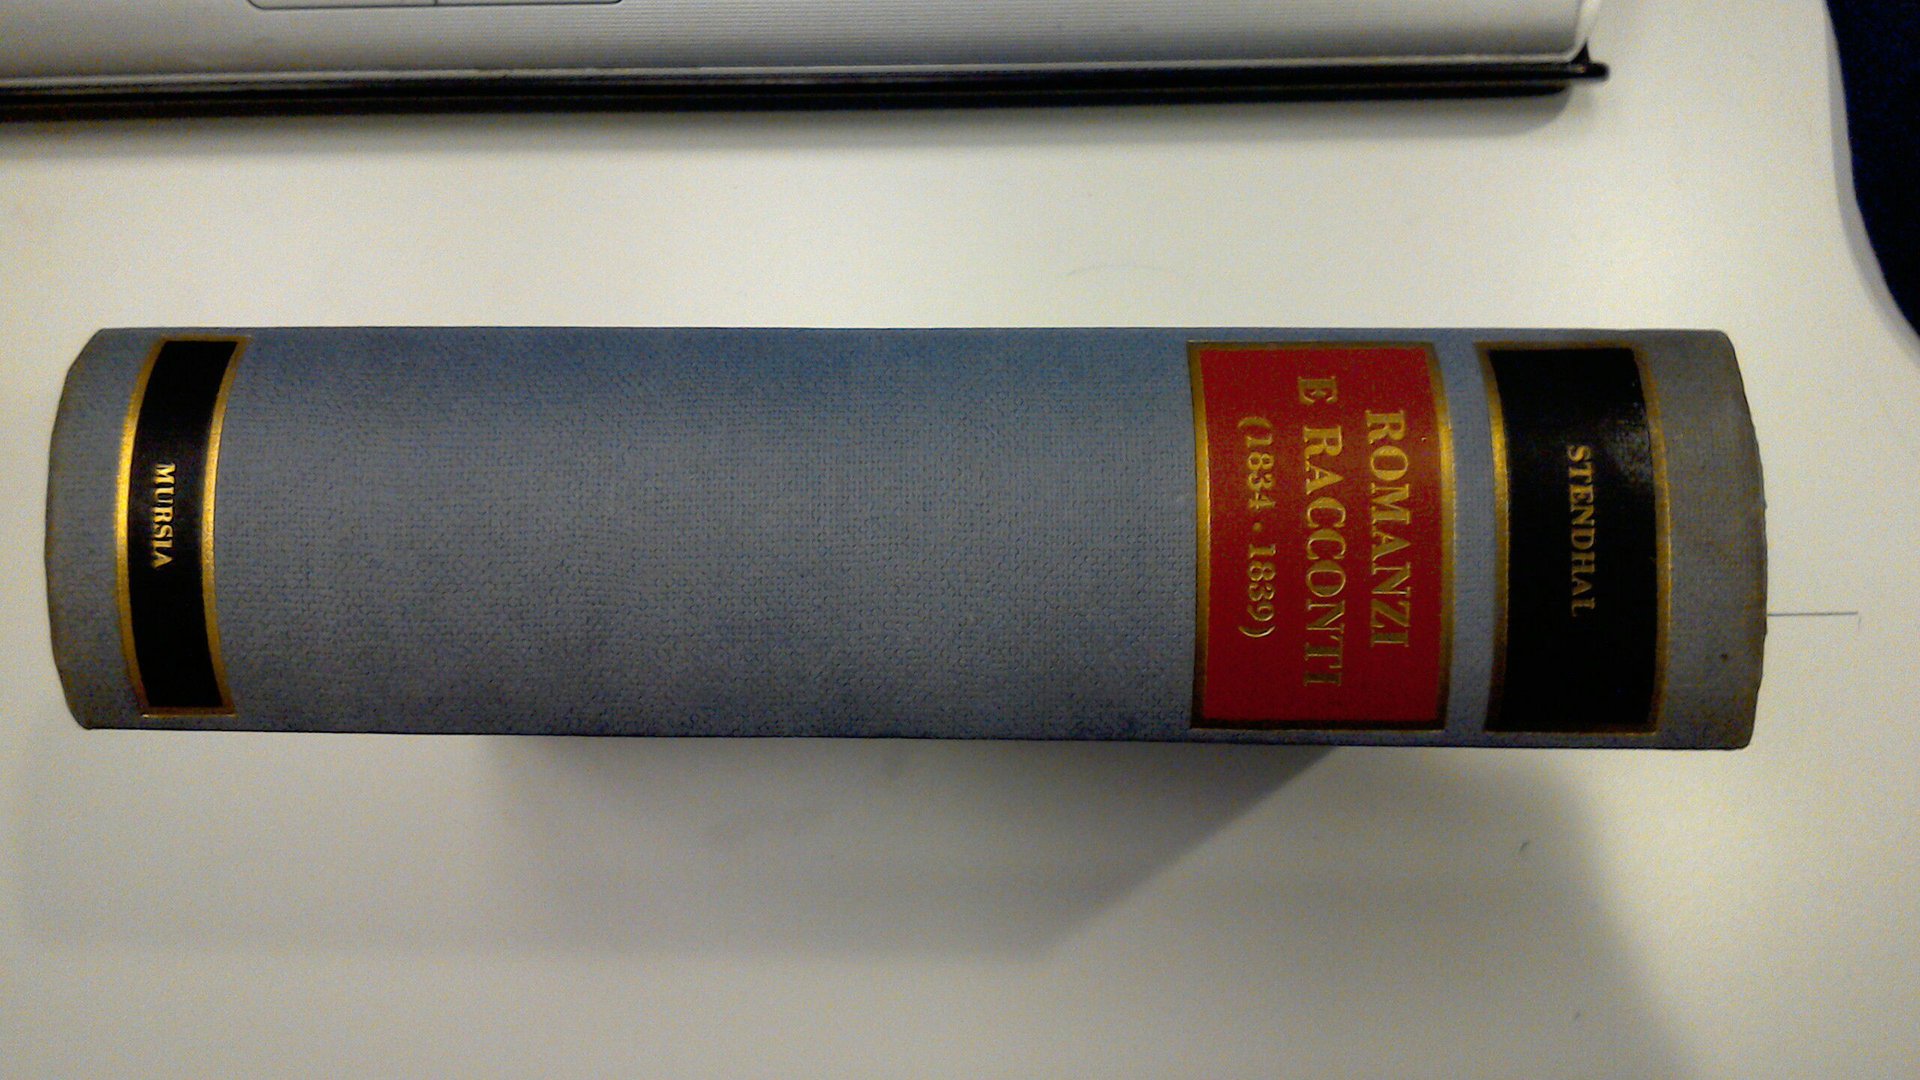 STENDHAL
ROMANZI
E RACCONTI
(1834 · 1839)
MURSIA